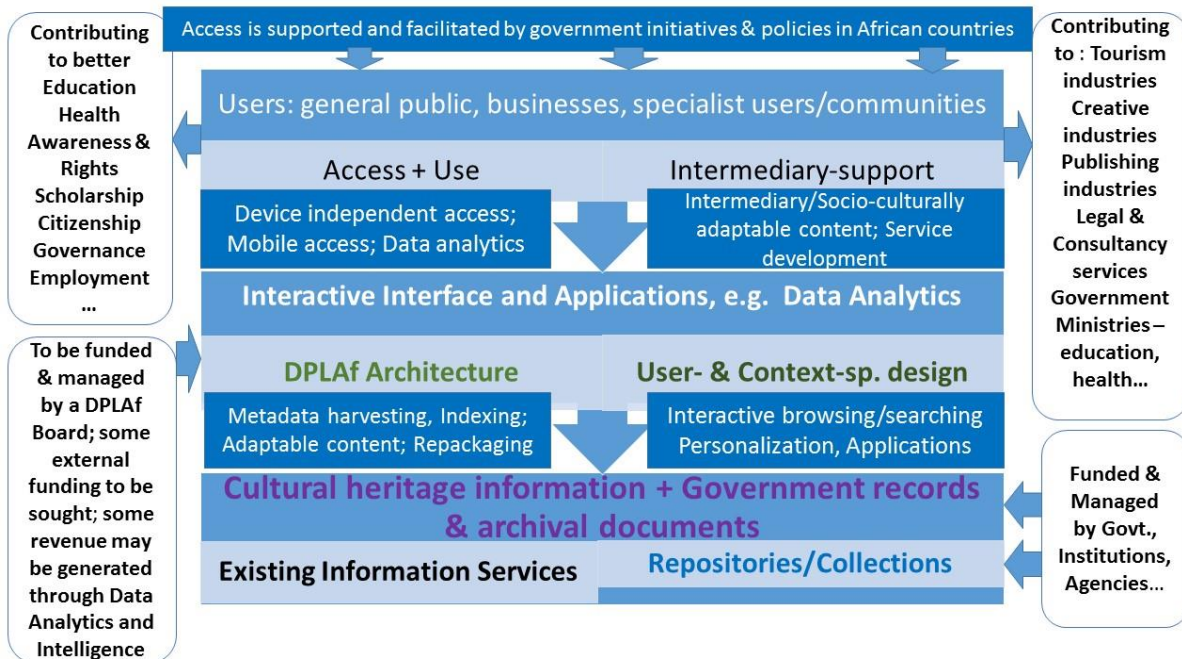 Access is supported and facilitated by government initiatives & policies in African countries
Contributing
to better
Education
Health
Awareness &
Rights
Scholarship
Citizenship
Governance
Employment
...
Users: general public, businesses, specialist users/communities
Access + Use
Intermediary-support
Device independent access;
Mobile access; Data analytics
Intermediary/Socio-culturally
adaptable content; Service
development
Contributing
to : Tourism
industries
Creative
industries
Publishing
industries
Legal &
Consultancy
services
Government
Ministries –
education,
health...
Interactive Interface and Applications, e.g. Data Analytics
To be funded
& managed
by a DPLAf
Board; some
external
funding to be
sought; some
revenue may
be generated
through Data
Analytics and
Intelligence
DPLAf Architecture
User- & Context-sp. design
Metadata harvesting, Indexing;
Adaptable content; Repackaging
Interactive browsing/searching
Personalization, Applications
Cultural heritage information + Government records
& archival documents
Existing Information Services
Repositories/Collections
Funded &
Managed
by Govt.,
Institutions,
Agencies...